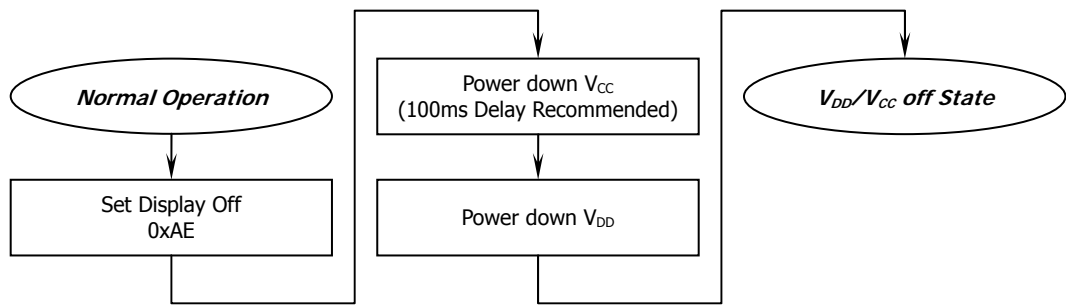 Normal Operation
Set Display Off
0xAE
Power down VCC
(100ms Delay Recommended)
Power down VDD
VDD/VCC off State